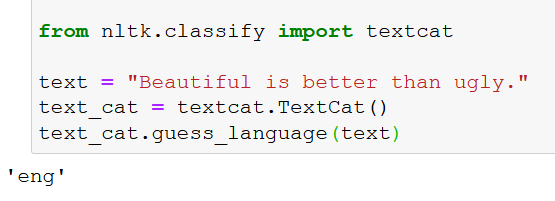 from nltk.classify import textcat
text = "Beautiful is better than ugly."
text_cat = textcat.TextCat()
text_cat.guess_language(text)
'eng'